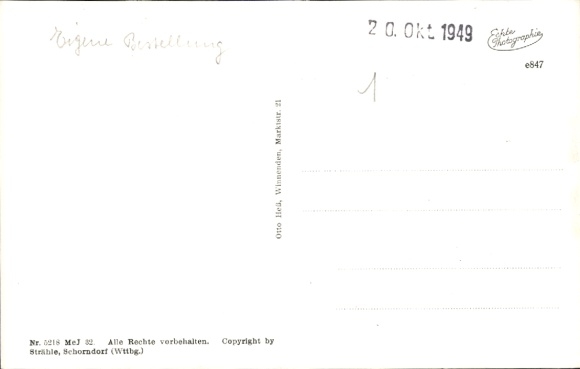 Eigene Bestellung
20. Okt 1949
Echte
Photographie
e847
1
Otto Heß, Winnenden, Marktstr. 21
Nr. 5218 MeJ 32. Alle Rechte vorbehalten. Copyright by
Strähle, Schorndorf (Wttbg.)